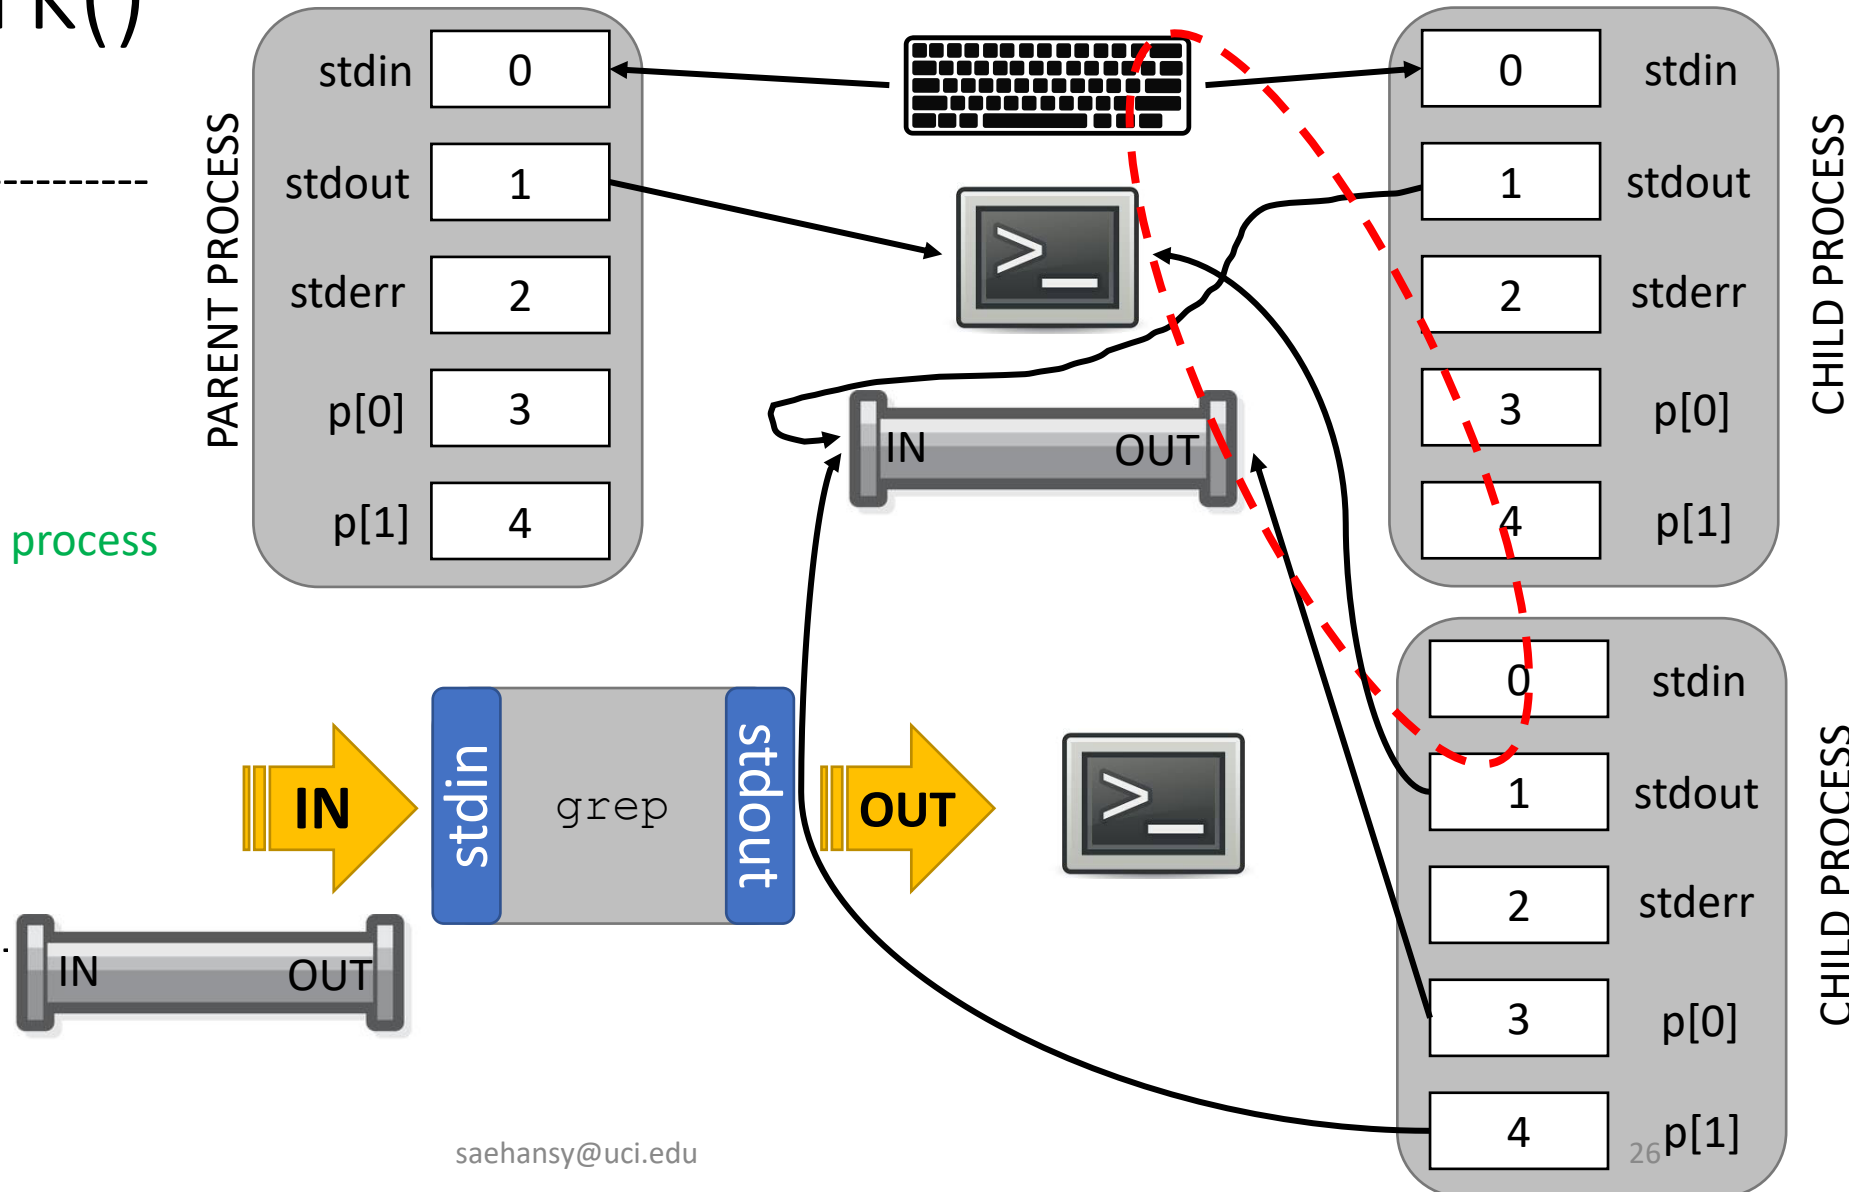 rk()
PARENT PROCESS
stdin 0
stdout 1
stderr 2
p[0] 3
p[1] 4
>_
IN OUT
0 stdin
1 stdout
2 stderr
3 p[0]
4 p[1]
CHILD PROCESS
process
IN
stdin
grep
stdout
OUT
>_
IN OUT
0 stdin
1 stdout
2 stderr
3 p[0]
4 p[1]
CHILD PROCESS
saehansy@uci.edu
26